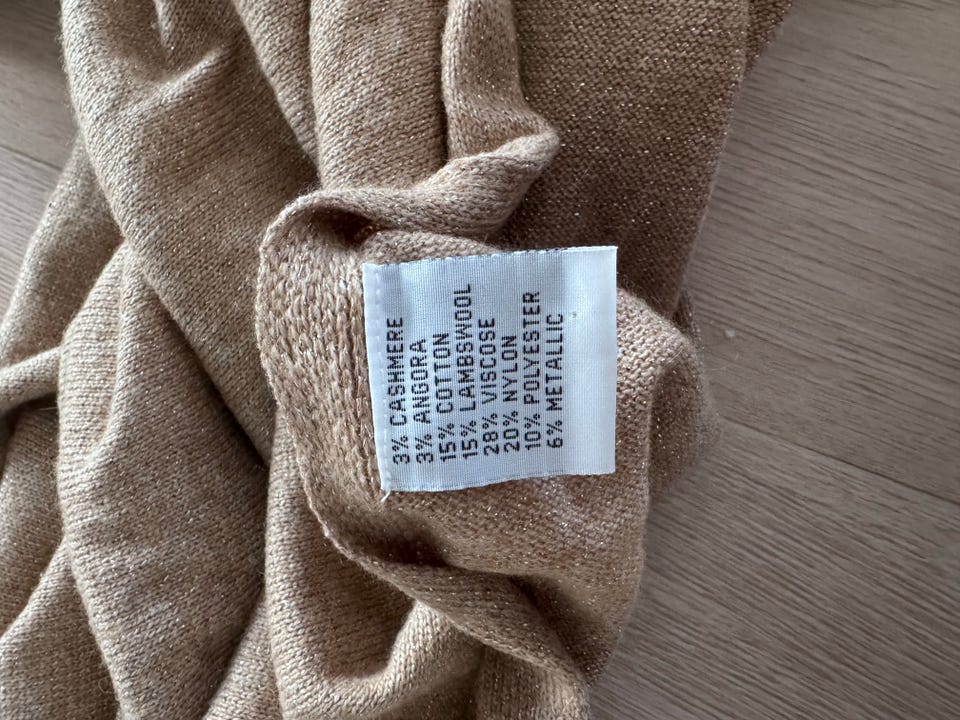 3% CASHMERE
3% ANGORA
15% COTTON
15% LAMBSWOOL
28% VISCOSE
20% NYLON
10% POLYESTER
6% METALLIC